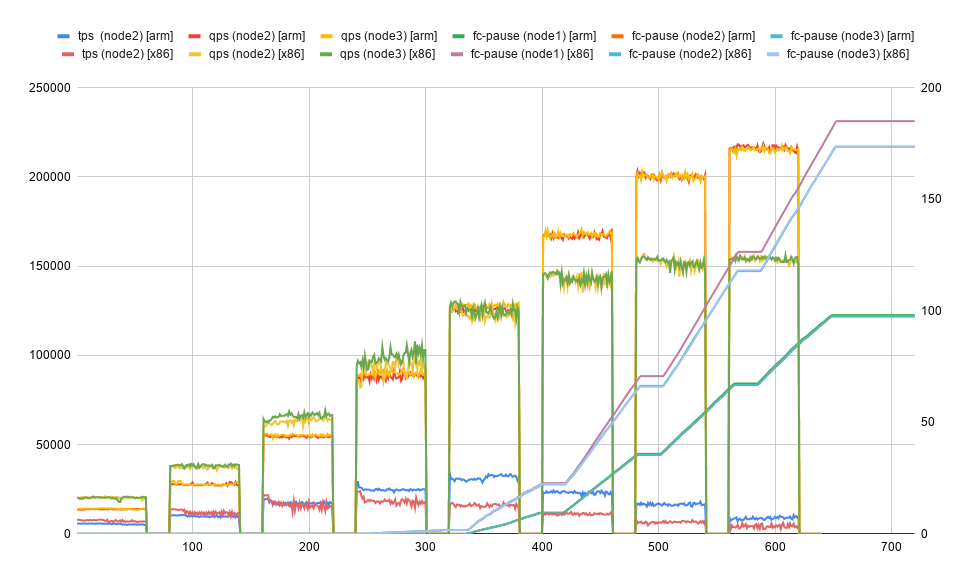 tps (node2) [arm] qps (node2) [arm] qps (node3) [arm] fc-pause (node1) [arm] fc-pause (node2) [arm] fc-pause (node3) [arm]
tps (node2) [x86] qps (node2) [x86] qps (node3) [x86] fc-pause (node1) [x86] fc-pause (node2) [x86] fc-pause (node3) [x86]
250000 200
200000
150
150000
100
100000
50000 50
0 0
100 200 300 400 500 600 700